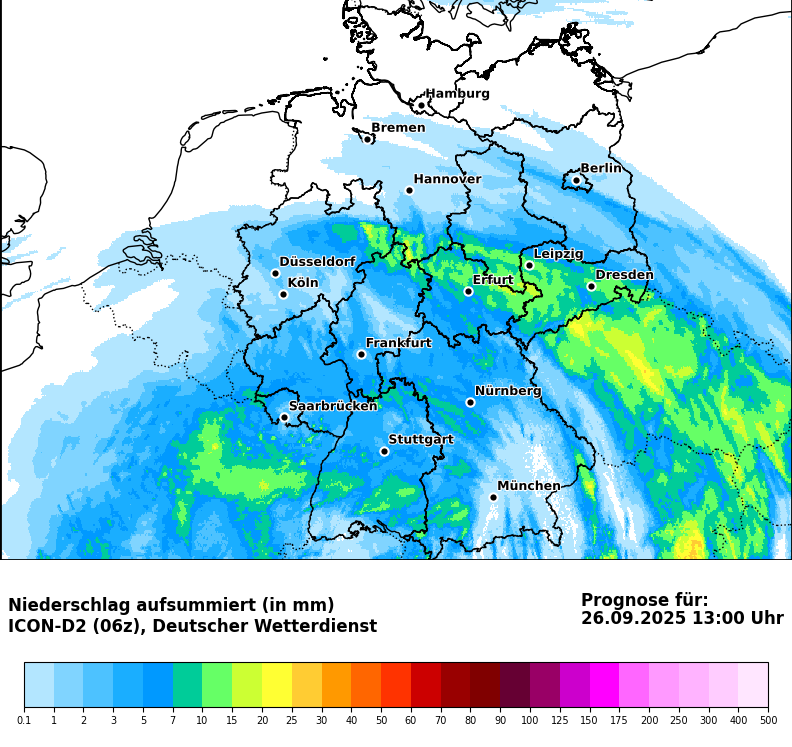 Hamburg
Bremen
Berlin
Hannover
Leipzig
Düsseldorf
Dresden
Köln
Erfurt
Frankfurt
Nürnberg
Saarbrücken
Stuttgart
München
Niederschlag aufsummiert (in mm)
ICON-D2 (06z), Deutscher Wetterdienst
Prognose für:
26.09.2025 13:00 Uhr
0.1 1 2 3 5 7 10 15 20 25 30 40 50 60 70 80 90 100 125 150 175 200 250 300 400 500